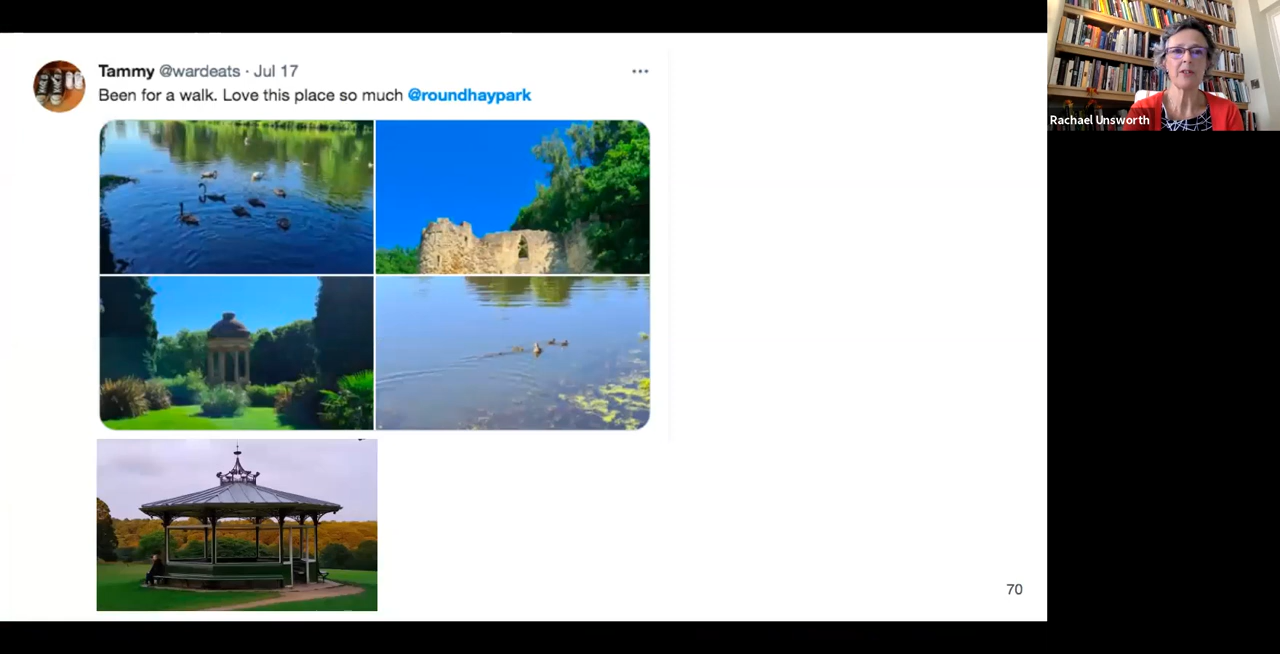 Tammy @wardeats · Jul 17
Been for a walk. Love this place so much @roundhaypark
Rachael Unsworth
70